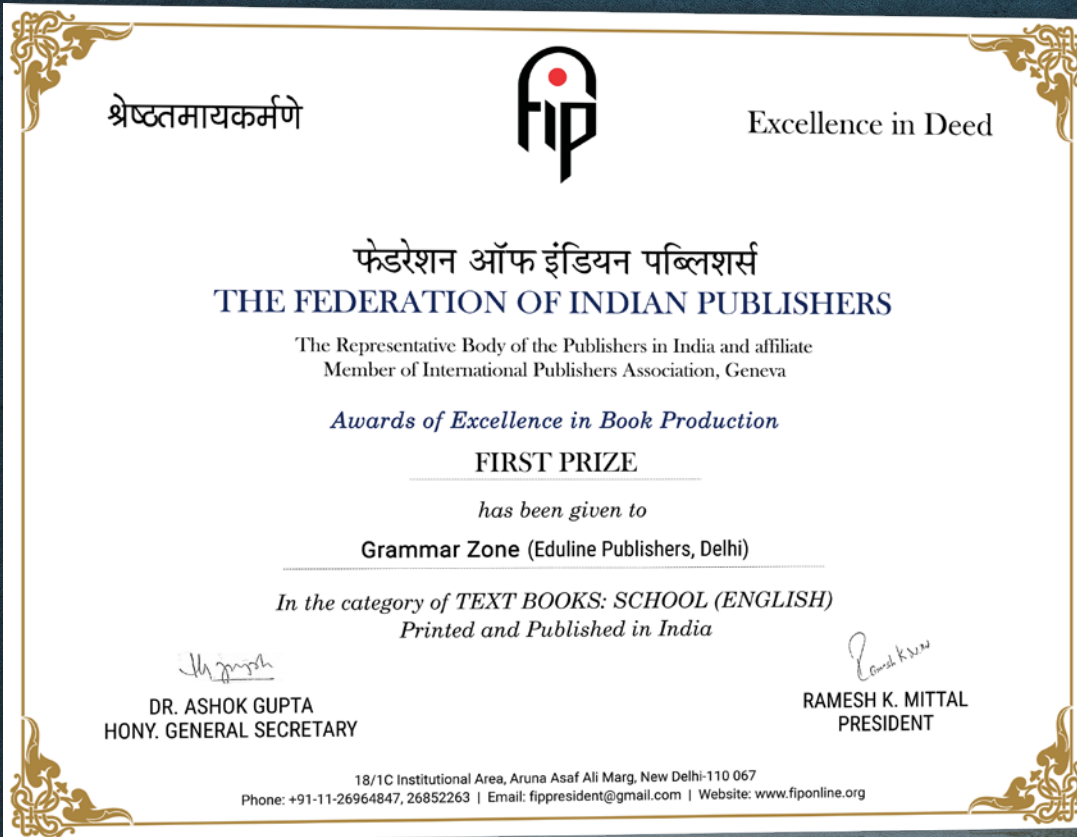 श्रेष्ठतमायकर्मणे
fip
Excellence in Deed
फेडरेशन ऑफ इंडियन पब्लिशर्स
THE FEDERATION OF INDIAN PUBLISHERS
The Representative Body of the Publishers in India and affiliate
Member of International Publishers Association, Geneva
Awards of Excellence in Book Production
FIRST PRIZE
has been given to
Grammar Zone (Eduline Publishers, Delhi)
In the category of TEXT BOOKS: SCHOOL (ENGLISH)
Printed and Published in India
DR. ASHOK GUPTA
HONY. GENERAL SECRETARY
RAMESH K. MITTAL
PRESIDENT
18/1C Institutional Area, Aruna Asaf Ali Marg, New Delhi-110 067
Phone: +91-11-26964847, 26852263 | Email: fippresident@gmail.com | Website: www.fiponline.org